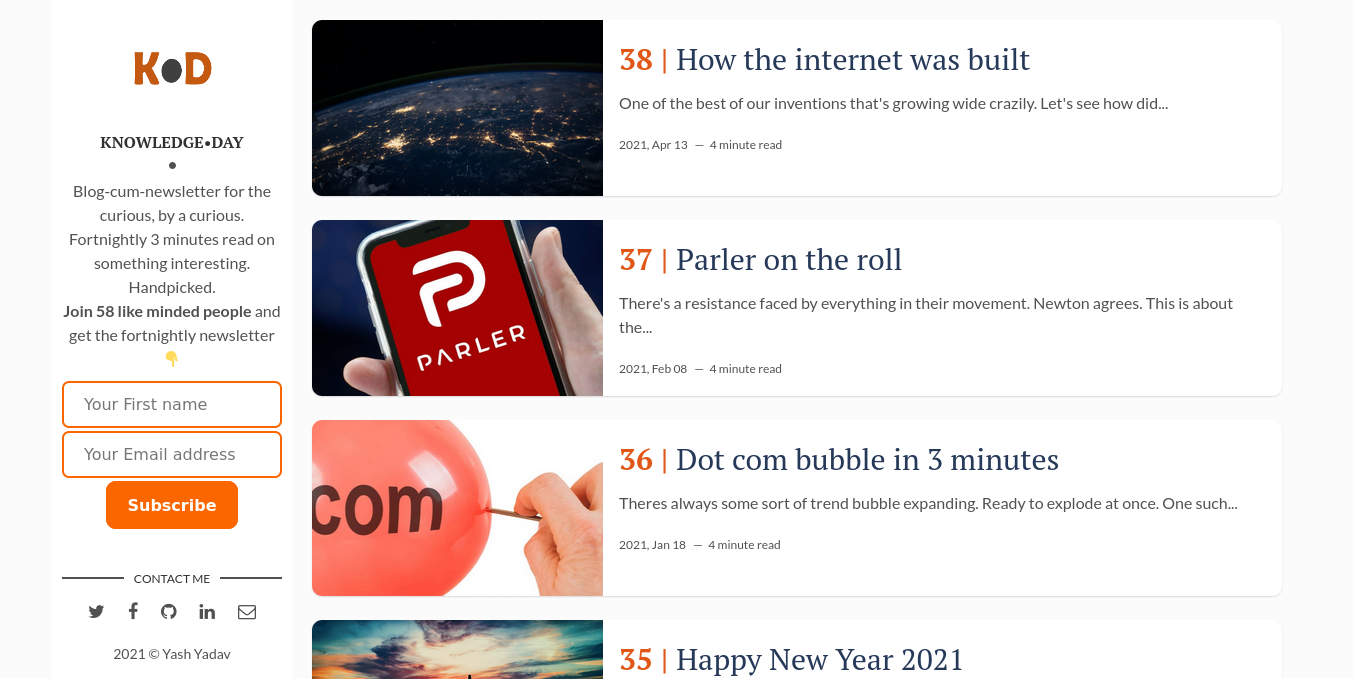 K●D
KNOWLEDGE•DAY
•
Blog-cum-newsletter for the
curious, by a curious.
Fortnightly 3 minutes read on
something interesting.
Handpicked.
Join 58 like minded people and
get the fortnightly newsletter
👇
Your First name
Your Email address
Subscribe
CONTACT ME
2021 © Yash Yadav
38 | How the internet was built
One of the best of our inventions that's growing wide crazily. Let's see how did...
2021, Apr 13 — 4 minute read
PARLER
37 | Parler on the roll
There's a resistance faced by everything in their movement. Newton agrees. This is about
the...
2021, Feb 08 — 4 minute read
com
36 | Dot com bubble in 3 minutes
Theres always some sort of trend bubble expanding. Ready to explode at once. One such...
2021, Jan 18 — 4 minute read
35 | Happy New Year 2021